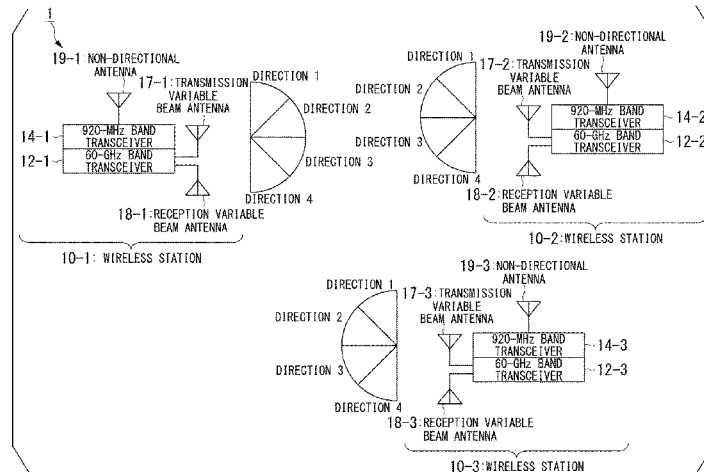 1
19-1:NON-DIRECTIONAL
ANTENNA
17-1:TRANSMISSION
VARIABLE
BEAM ANTENNA
DIRECTION 1
DIRECTION 2
DIRECTION 3
DIRECTION 4
14-1
920-MHz BAND
TRANSCEIVER
12-1
60-GHz BAND
TRANSCEIVER
18-1:RECEPTION VARIABLE
BEAM ANTENNA
10-1: WIRELESS STATION
19-2:NON-DIRECTIONAL
ANTENNA
17-2:TRANSMISSION
VARIABLE
BEAM ANTENNA
DIRECTION 1
DIRECTION 2
DIRECTION 3
DIRECTION 4
920-MHz BAND
TRANSCEIVER
14-2
60-GHz BAND
TRANSCEIVER
12-2
18-2:RECEPTION VARIABLE
BEAM ANTENNA
10-2:WIRELESS STATION
19-3:NON-DIRECTIONAL
ANTENNA
17-3:TRANSMISSION
VARIABLE
BEAM ANTENNA
DIRECTION 1
DIRECTION 2
DIRECTION 3
DIRECTION 4
920-MHz BAND
TRANSCEIVER
14-3
60-GHz BAND
TRANSCEIVER
12-3
18-3:RECEPTION VARIABLE
BEAM ANTENNA
10-3:WIRELESS STATION